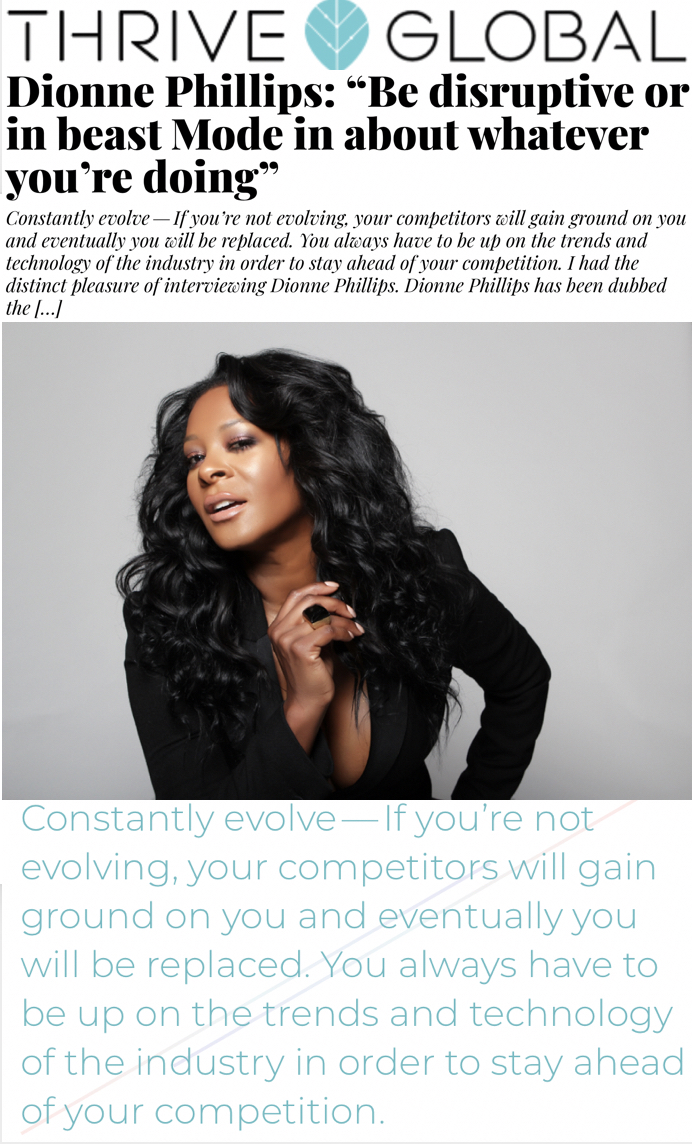 THRIVE GLOBAL
Dionne Phillips: “Be disruptive or
in beast Mode in about whatever
you’re doing”
Constantly evolve — If you’re not evolving, your competitors will gain ground on you
and eventually you will be replaced. You always have to be up on the trends and
technology of the industry in order to stay ahead of your competition. I had the
distinct pleasure of interviewing Dionne Phillips. Dionne Phillips has been dubbed
the [...]
Constantly evolve — If you’re not
evolving, your competitors will gain
ground on you and eventually you
will be replaced. You always have to
be up on the trends and technology
of the industry in order to stay ahead
of your competition.